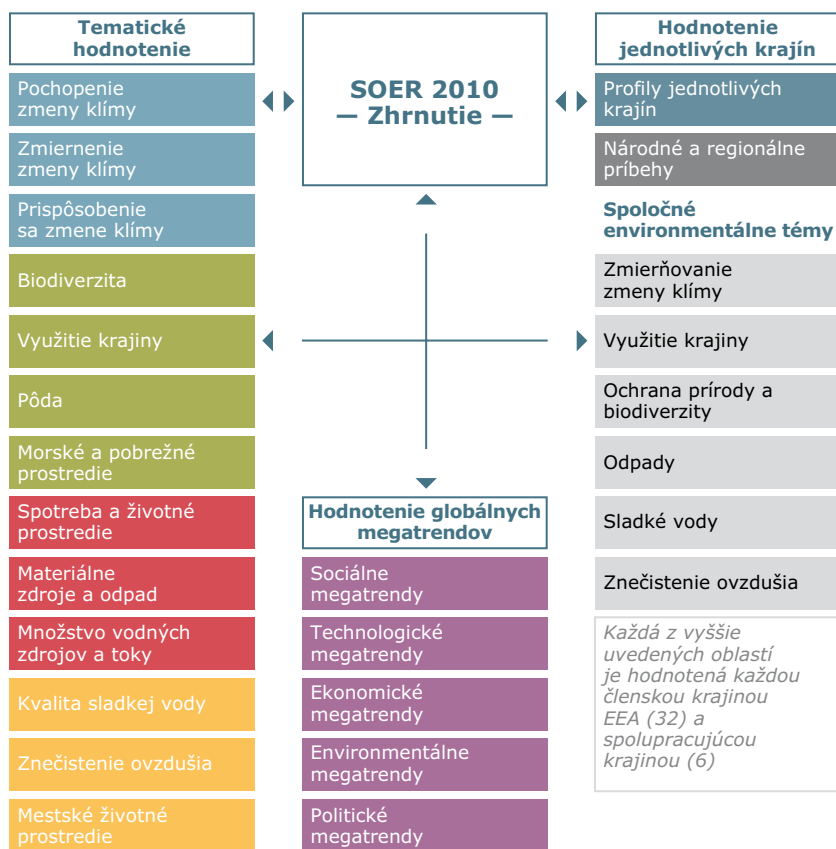 Tematické
hodnotenie
Pochopenie
zmeny klímy
Zmiernenie
zmeny klímy
Prispôsobenie
sa zmene klímy
Biodiverzita
Využitie krajiny
Pôda
Morské a pobrežné
prostredie
Spotreba a životné
prostredie
Materiálne
zdroje a odpad
Množstvo vodných
zdrojov a toky
Kvalita sladkej vody
Znečistenie ovzdušia
Mestské životné
prostredie
SOER 2010
— Zhrnutie —
Hodnotenie globálnych
megatrendov
Sociálne
megatrendy
Technologické
megatrendy
Ekonomické
megatrendy
Environmentálne
megatrendy
Politické
megatrendy
Hodnotenie
jednotlivých krajín
Profily jednotlivých
krajín
Národné a regionálne
príbehy
Spoločné
environmentálne témy
Zmierňovanie
zmeny klímy
Využitie krajiny
Ochrana prírody a
biodiverzity
Odpady
Sladké vody
Znečistenie ovzdušia
Každá z vyššie
uvedených oblastí
je hodnotená každou
členskou krajinou
EEA (32) a
spolupracujúcou
krajinou (6)